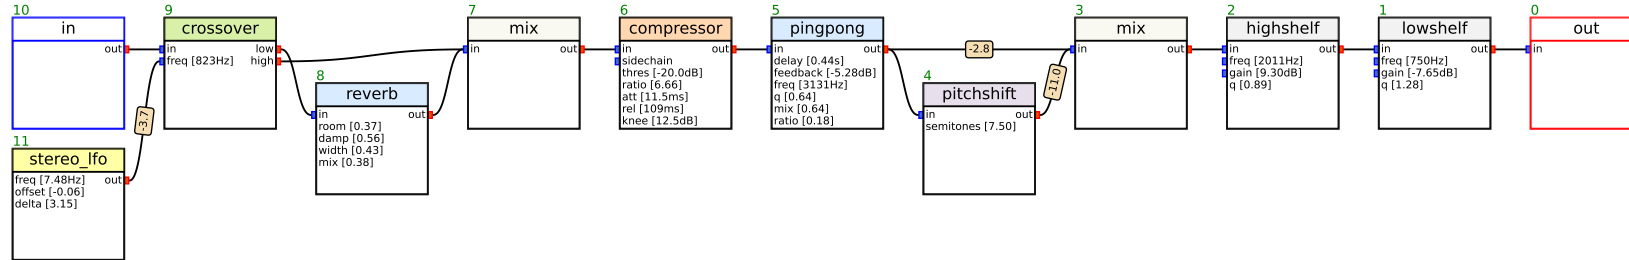 10
in
out
11
stereo_lfo
freq [7.48Hz] out
offset [-0.06]
delta [3.15]
-3.7
9
crossover
in low
freq [823Hz] high
8
reverb
in out
room [0.37]
damp [0.56]
width [0.43]
mix [0.38]
7
mix
in out
6
compressor
in out
sidechain
thres [-20.0dB]
ratio [6.66]
att [11.5ms]
rel [109ms]
knee [12.5dB]
5
pingpong
in out
delay [0.44s]
feedback [-5.28dB]
freq [3131Hz]
q [0.64]
mix [0.64]
ratio [0.18]
-2.8
4
pitchshift
in out
semitones [7.50]
-11.0
3
mix
in out
2
highshelf
in out
freq [2011Hz]
gain [9.30dB]
q [0.89]
1
lowshelf
in out
freq [750Hz]
gain [-7.65dB]
q [1.28]
0
out
in